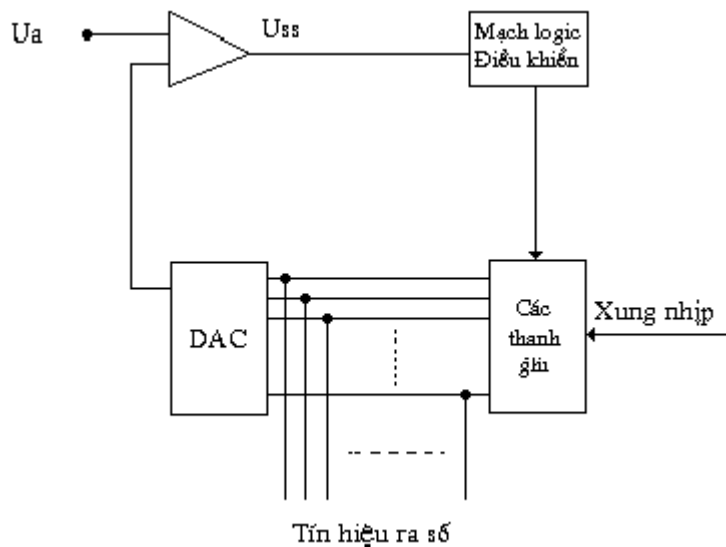 Ua
Uss
Mạch logic
Điều khiển
DAC
Các
thanh
ghi
Xung nhịp
Tín hiệu ra số